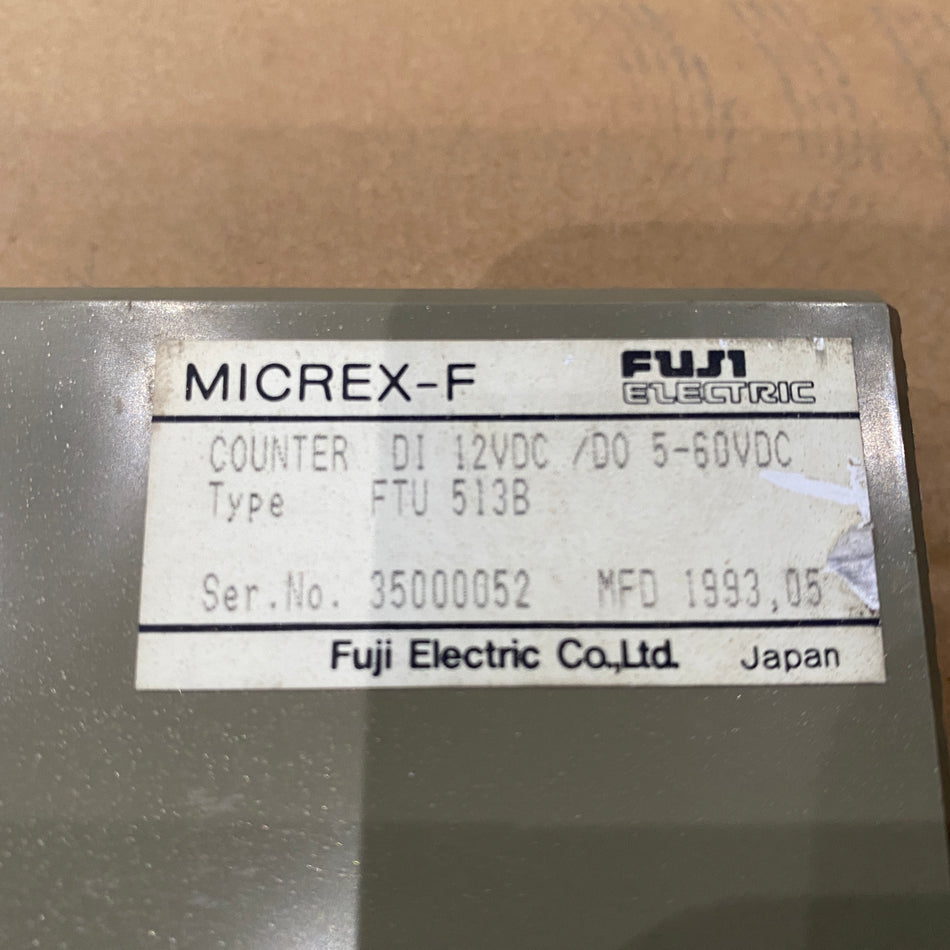 MICREX-F FUJI ELECTRIC
COUNTER DI 12VDC /DO 5-60VDC
Type FTU 513B
Ser.No. 35000052 MFD 1993,05
Fuji Electric Co.,Ltd. Japan